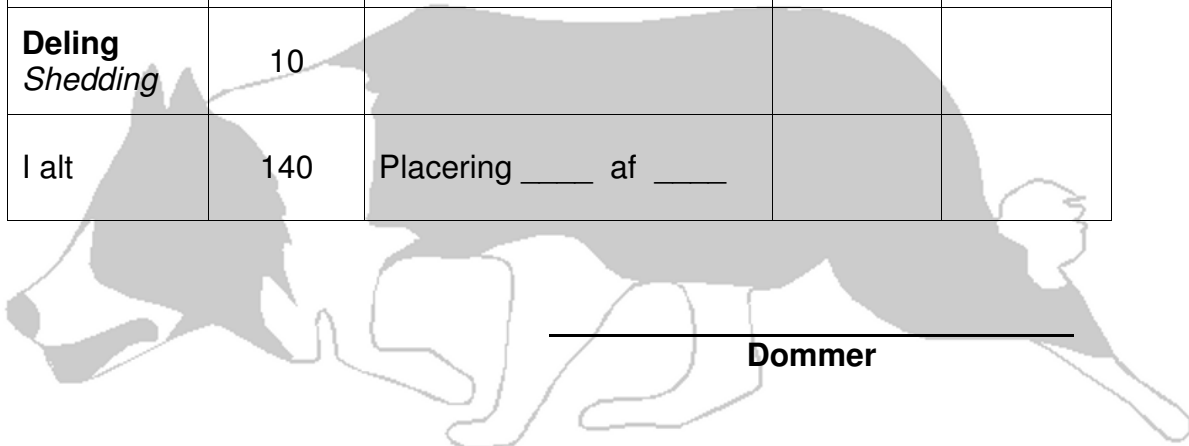 Deling
Shedding
10
I alt
140
Placering ____ af ____
Dommer